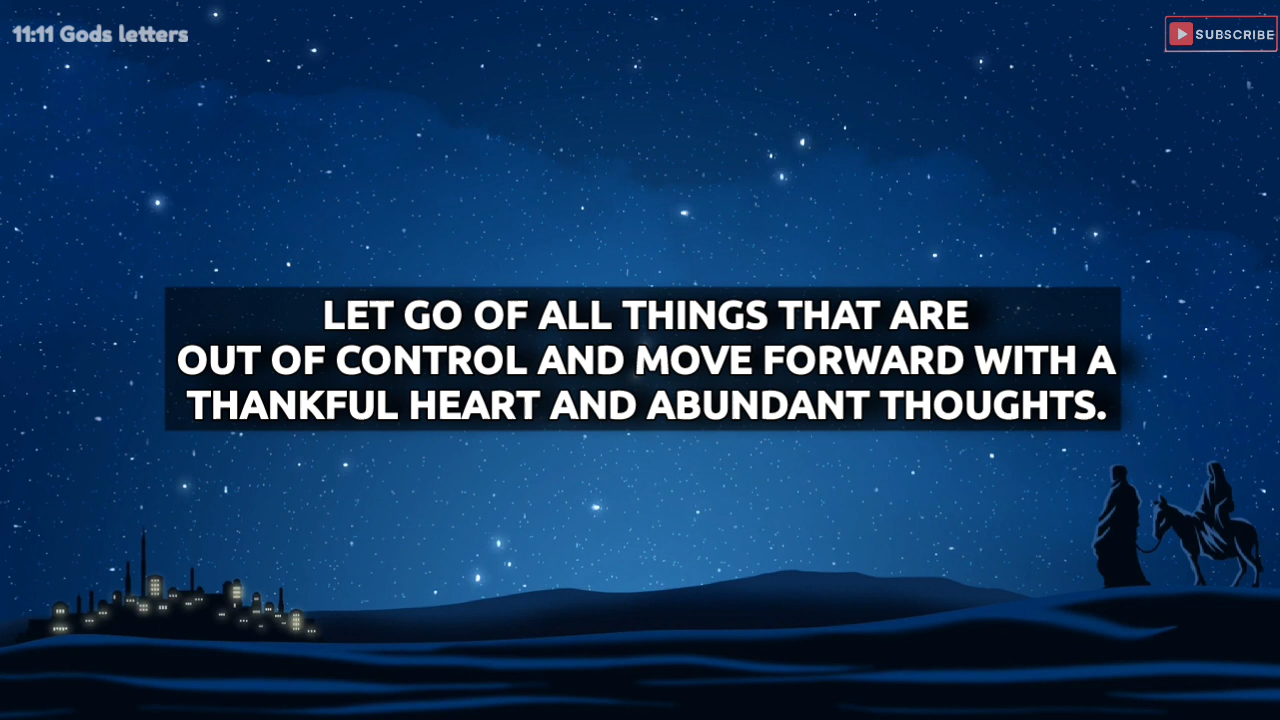 11:11 Gods letters
SUBSCRIBE
LET GO OF ALL THINGS THAT ARE
OUT OF CONTROL AND MOVE FORWARD WITH A
THANKFUL HEART AND ABUNDANT THOUGHTS.